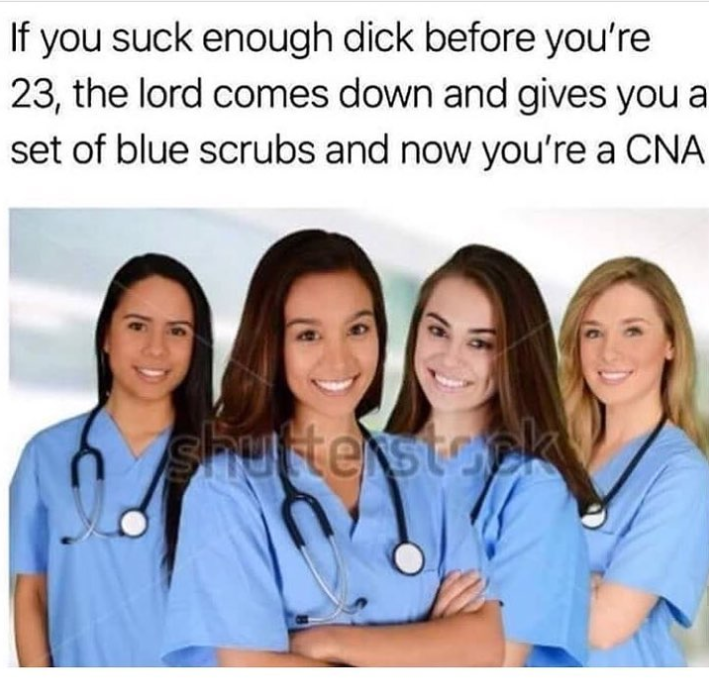 If you suck enough dick before you're
23, the lord comes down and gives you a
set of blue scrubs and now you're a CNA
shutterstock